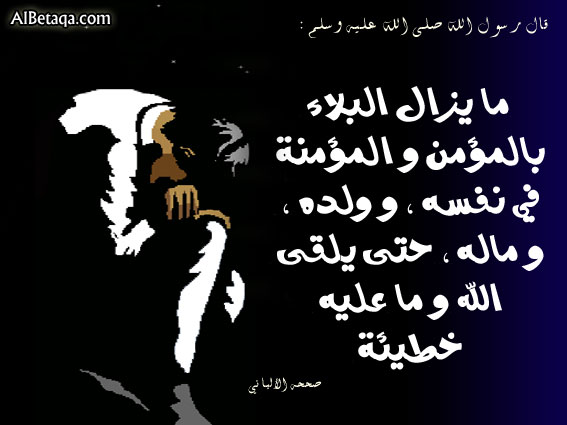 AlBetaqa.com
قال رسول الله صلى الله عليه وسلم :
ما يزال البلاء
بالمؤمن و المؤمنة
في نفسه ، و ولده ،
و ماله ، حتى يلقى
الله و ما عليه
خطيئة
صححه الألباني